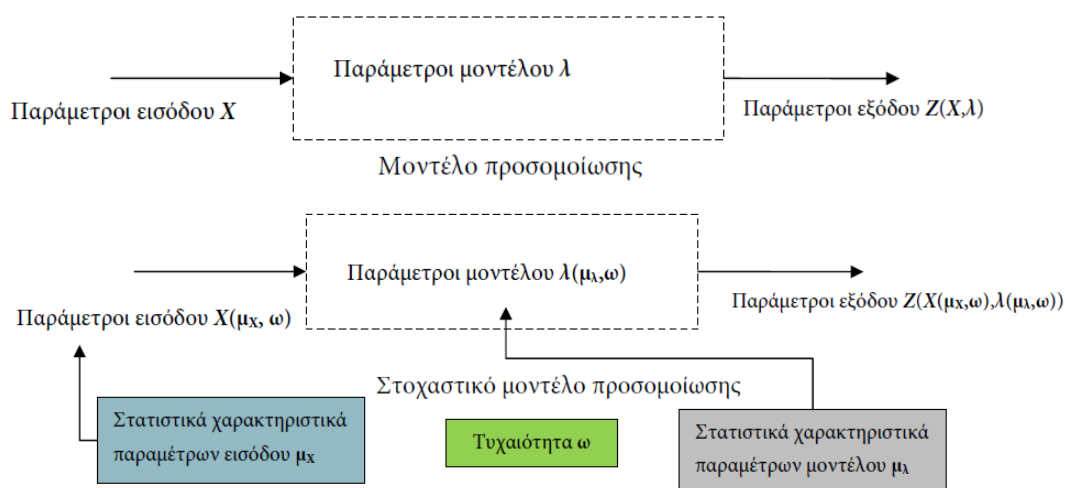 Παράμετροι μοντέλου λ
Παράμετροι εισόδου X
Παράμετροι εξόδου Z(X,λ)
Μοντέλο προσομοίωσης
Παράμετροι μοντέλου λ(μλ,ω)
Παράμετροι εισόδου X(μX, ω)
Παράμετροι εξόδου Z(X(μX,ω),λ(μλ,ω))
Στοχαστικό μοντέλο προσομοίωσης
Στατιστικά χαρακτηριστικά
παραμέτρων εισόδου μX
Τυχαιότητα ω
Στατιστικά χαρακτηριστικά
παραμέτρων μοντέλου μλ